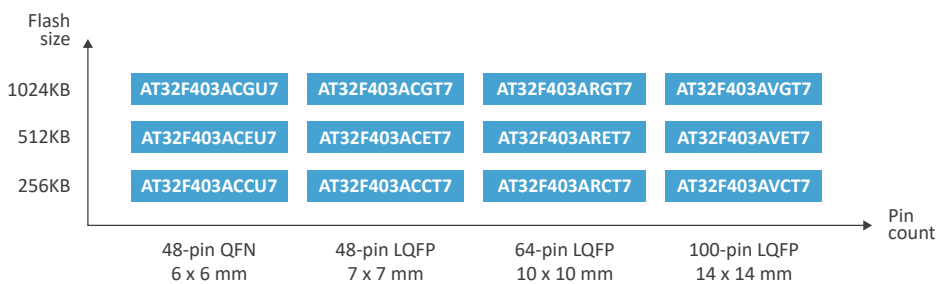 Flash
size
1024KB AT32F403ACGU7 AT32F403ACGT7 AT32F403ARGT7 AT32F403AVGT7
512KB AT32F403ACEU7 AT32F403ACET7 AT32F403ARET7 AT32F403AVET7
256KB AT32F403ACCU7 AT32F403ACCT7 AT32F403ARCT7 AT32F403AVCT7
Pin
count
48-pin QFN 48-pin LQFP 64-pin LQFP 100-pin LQFP
6 x 6 mm 7 x 7 mm 10 x 10 mm 14 x 14 mm